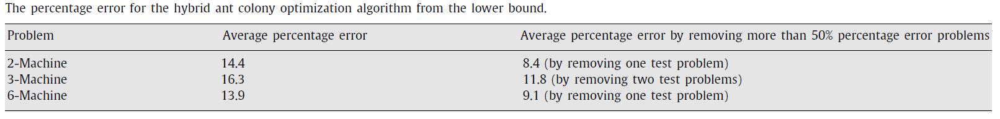 The percentage error for the hybrid ant colony optimization algorithm from the lower bound.
Problem Average percentage error Average percentage error by removing more than 50% percentage error problems
2-Machine 14.4 8.4 (by removing one test problem)
3-Machine 16.3 11.8 (by removing two test problems)
6-Machine 13.9 9.1 (by removing one test problem)